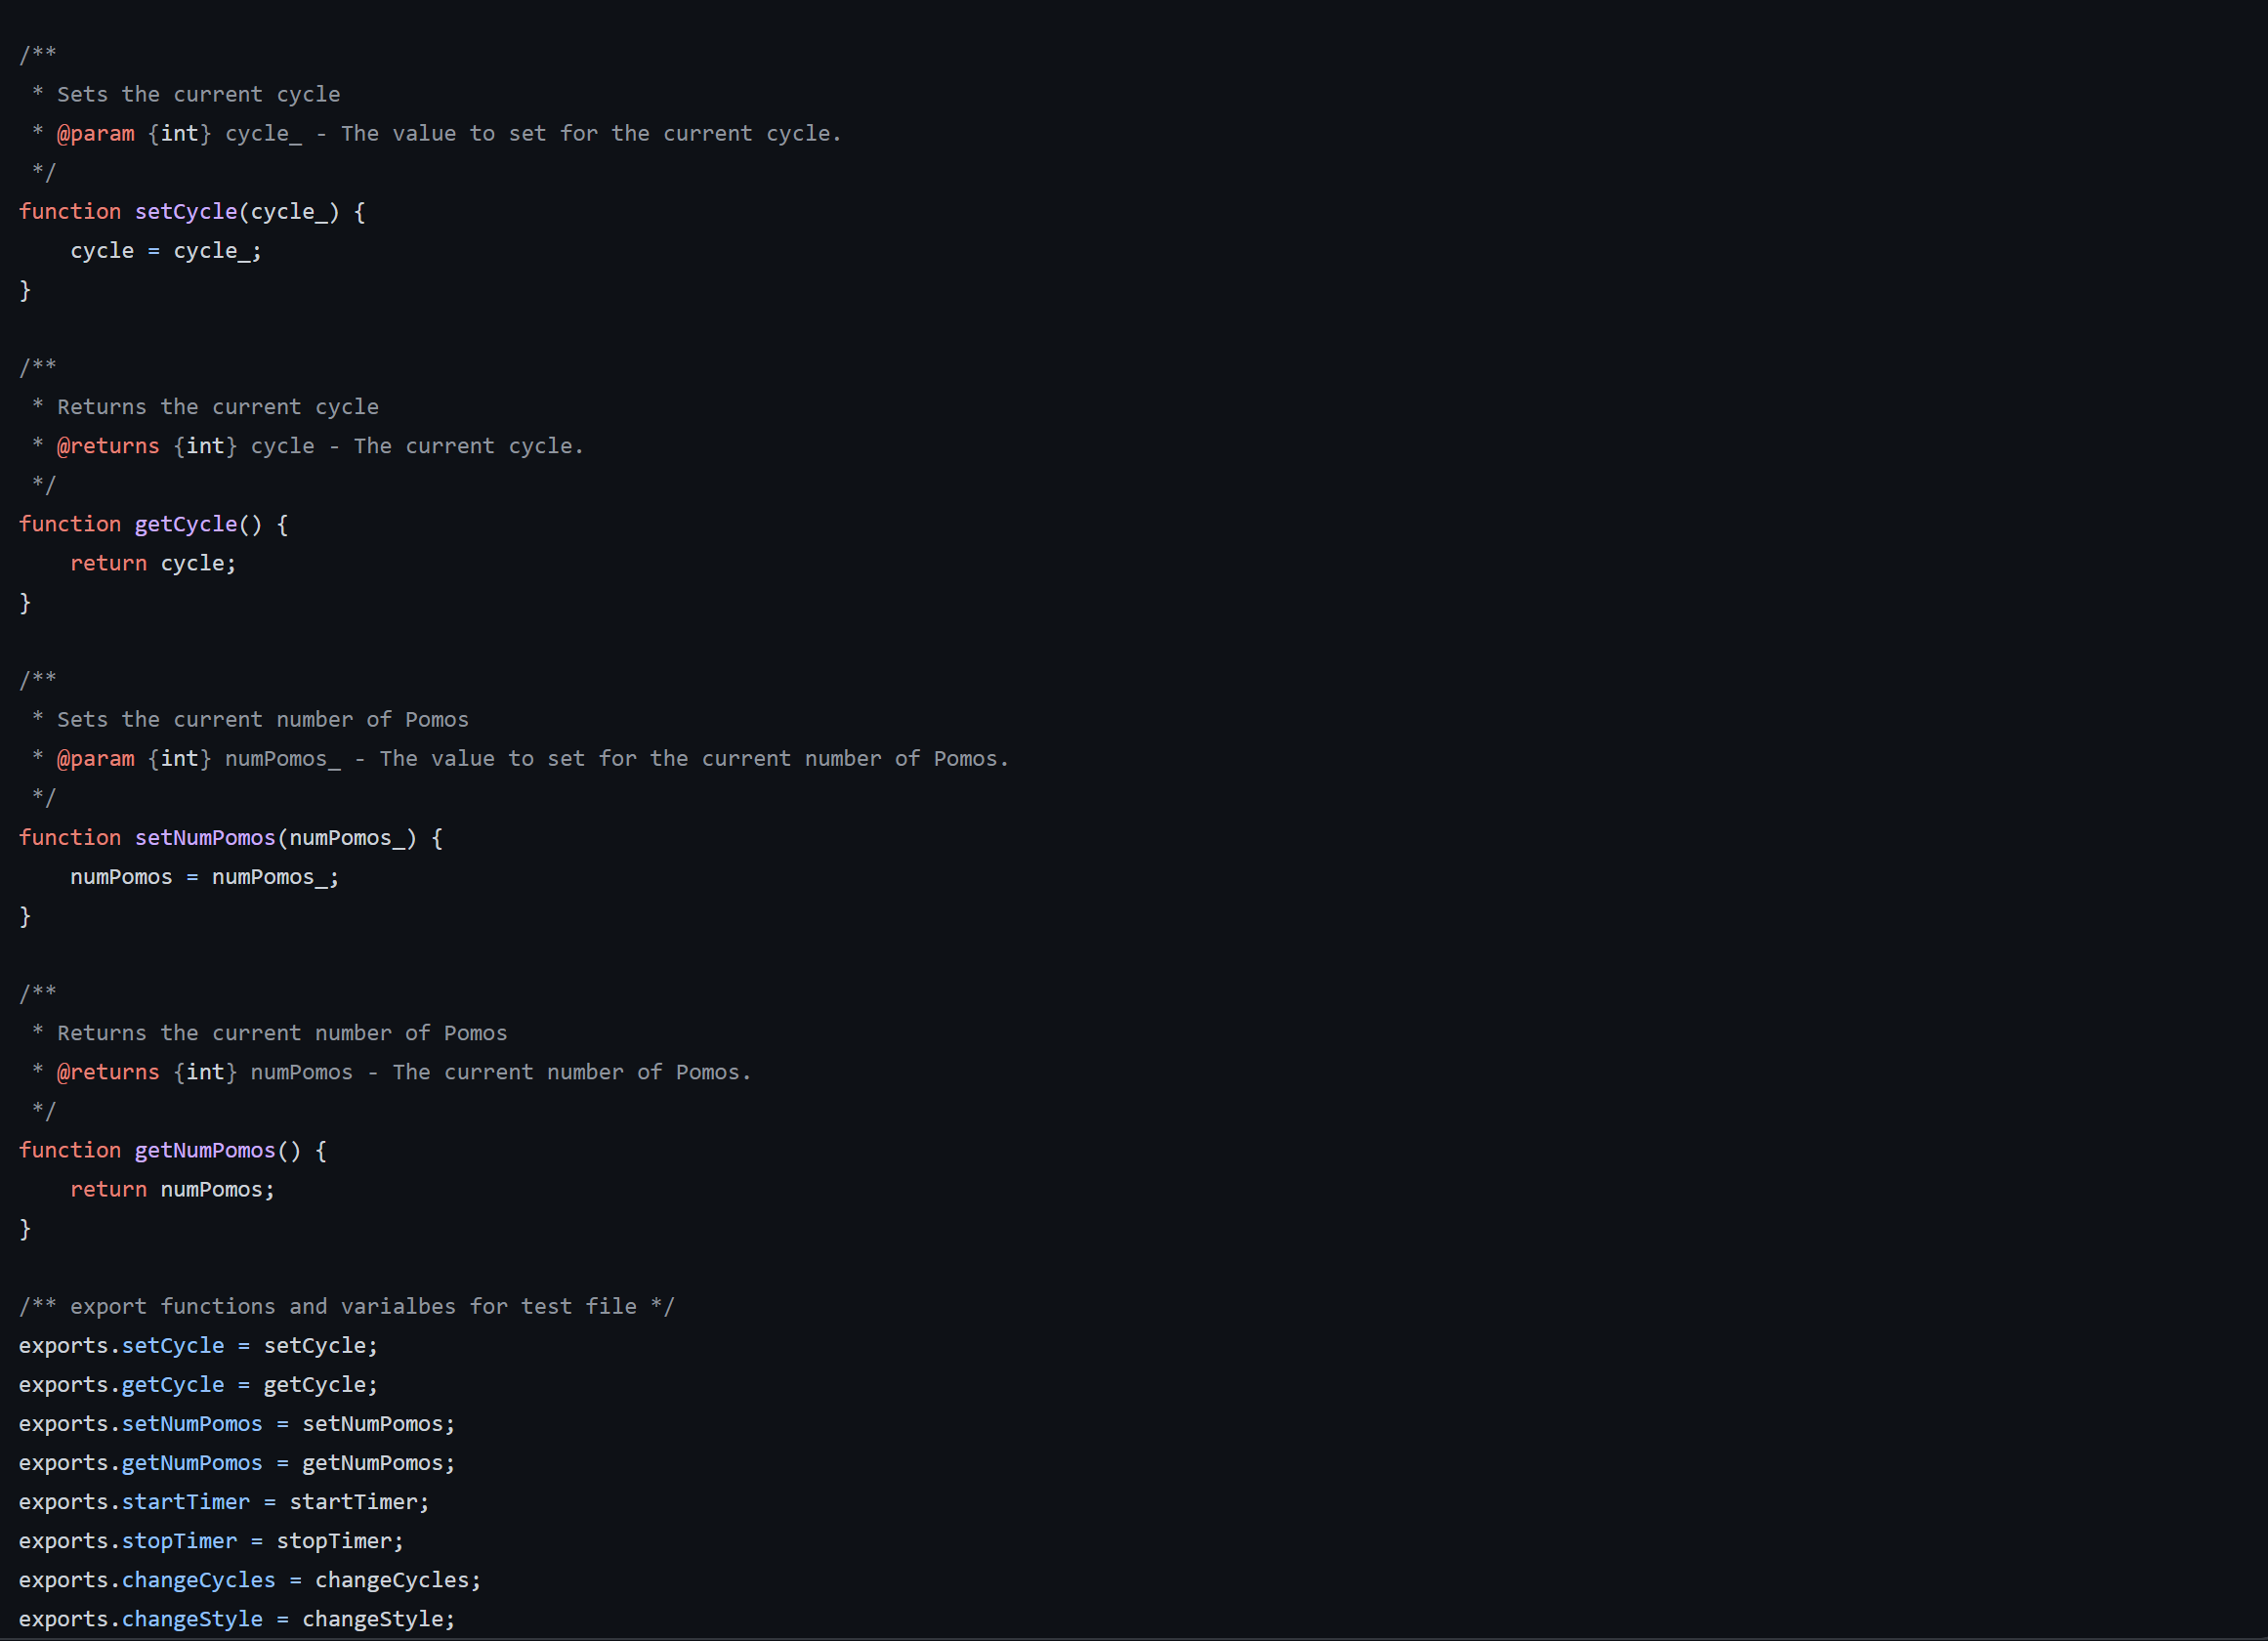 /**
 * Sets the current cycle
 * @param {int} cycle_ - The value to set for the current cycle.
 */
function setCycle(cycle_) {
    cycle = cycle_;
}
/**
 * Returns the current cycle
 * @returns {int} cycle - The current cycle.
 */
function getCycle() {
    return cycle;
}
/**
 * Sets the current number of Pomos
 * @param {int} numPomos_ - The value to set for the current number of Pomos.
 */
function setNumPomos(numPomos_) {
    numPomos = numPomos_;
}
/**
 * Returns the current number of Pomos
 * @returns {int} numPomos - The current number of Pomos.
 */
function getNumPomos() {
    return numPomos;
}
/** export functions and varialbes for test file */
exports.setCycle = setCycle;
exports.getCycle = getCycle;
exports.setNumPomos = setNumPomos;
exports.getNumPomos = getNumPomos;
exports.startTimer = startTimer;
exports.stopTimer = stopTimer;
exports.changeCycles = changeCycles;
exports.changeStyle = changeStyle;